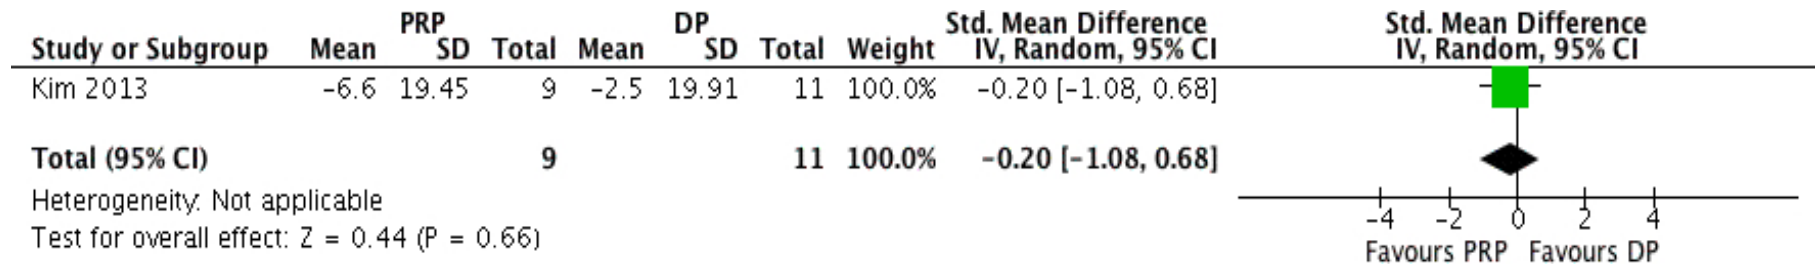 PRP DP Std. Mean Difference Std. Mean Difference
Study or Subgroup Mean SD Total Mean SD Total Weight IV, Random, 95% CI IV, Random, 95% CI
Kim 2013 −6.6 19.45 9 −2.5 19.91 11 100.0% −0.20 [−1.08, 0.68]
Total (95% CI) 9 11 100.0% −0.20 [−1.08, 0.68]
Heterogeneity: Not applicable
Test for overall effect: Z = 0.44 (P = 0.66)
−4 −2 0 2 4
Favours PRP Favours DP